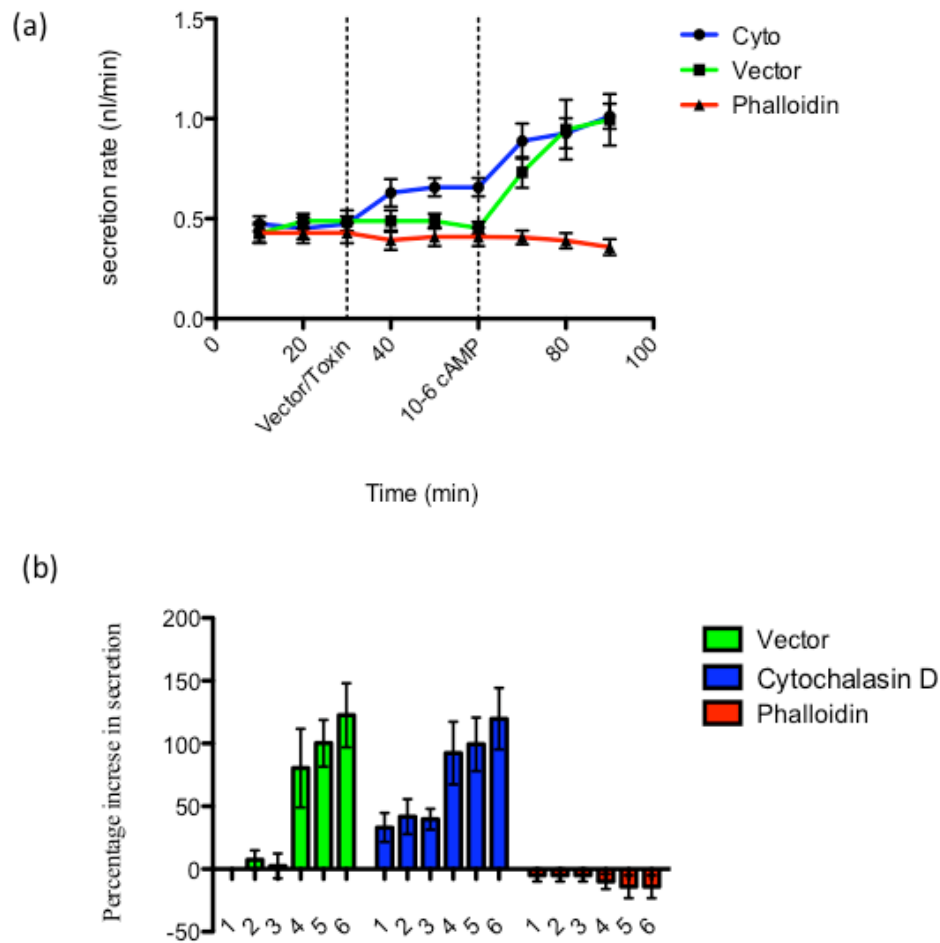 (a)
secretion rate (nl/min)
1.5
1.0
0.5
0.0
0
20
Vector/Toxin
40
10-6 cAMP
80
100
Time (min)
Cyto
Vector
Phalloidin
(b)
Percentage increse in secretion
200
150
100
50
0
-50
1 2 3 4 5 6 1 2 3 4 5 6 1 2 3 4 5 6
Vector
Cytochalasin D
Phalloidin